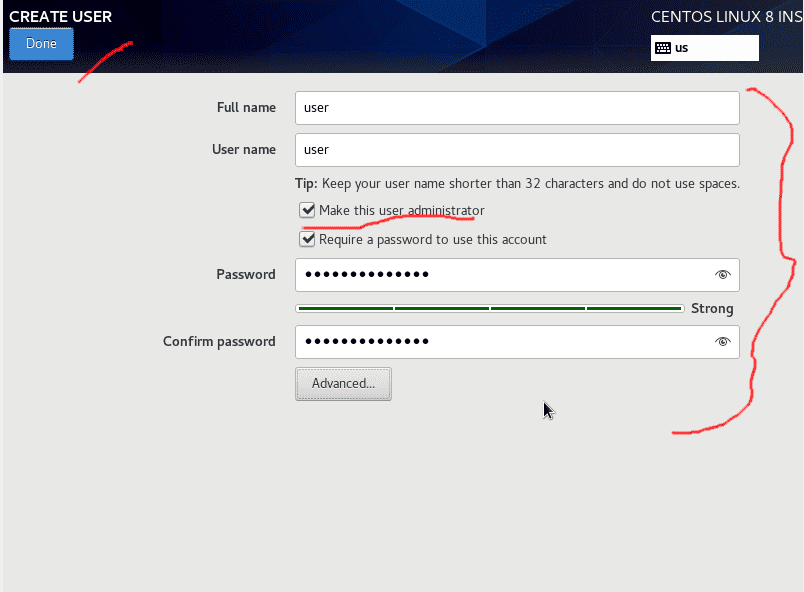 CREATE USER
CENTOS LINUX 8 INS
Done
us
Full name
user
User name
user
Tip: Keep your user name shorter than 32 characters and do not use spaces.
Make this user administrator
Require a password to use this account
Password
●●●●●●●●●●●●●●
Strong
Confirm password
●●●●●●●●●●●●●●
Advanced...